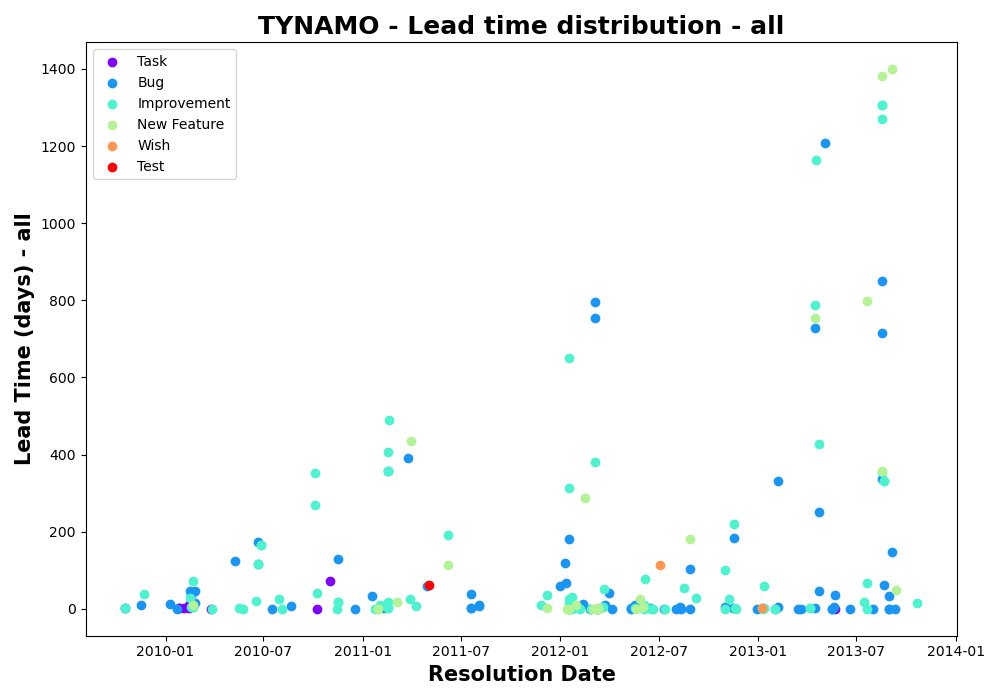 TYNAMO - Lead time distribution - all
Task
Bug
Improvement
New Feature
Wish
Test
Lead Time (days) - all
1400
1200
1000
800
600
400
200
0
2010-01
2010-07
2011-01
2011-07
2012-01
2012-07
2013-01
2013-07
2014-01
Resolution Date